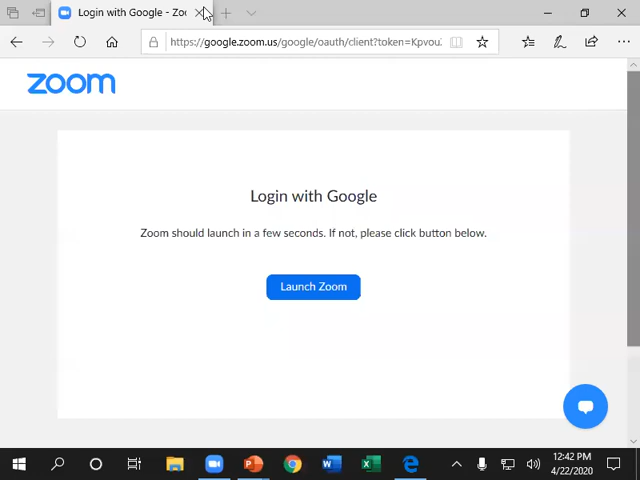 Login with Google - Zoo
https://google.zoom.us/google/oauth/client?token=Kpvou
zoom
Login with Google
Zoom should launch in a few seconds. If not, please click button below.
Launch Zoom
12:42 PM
4/22/2020